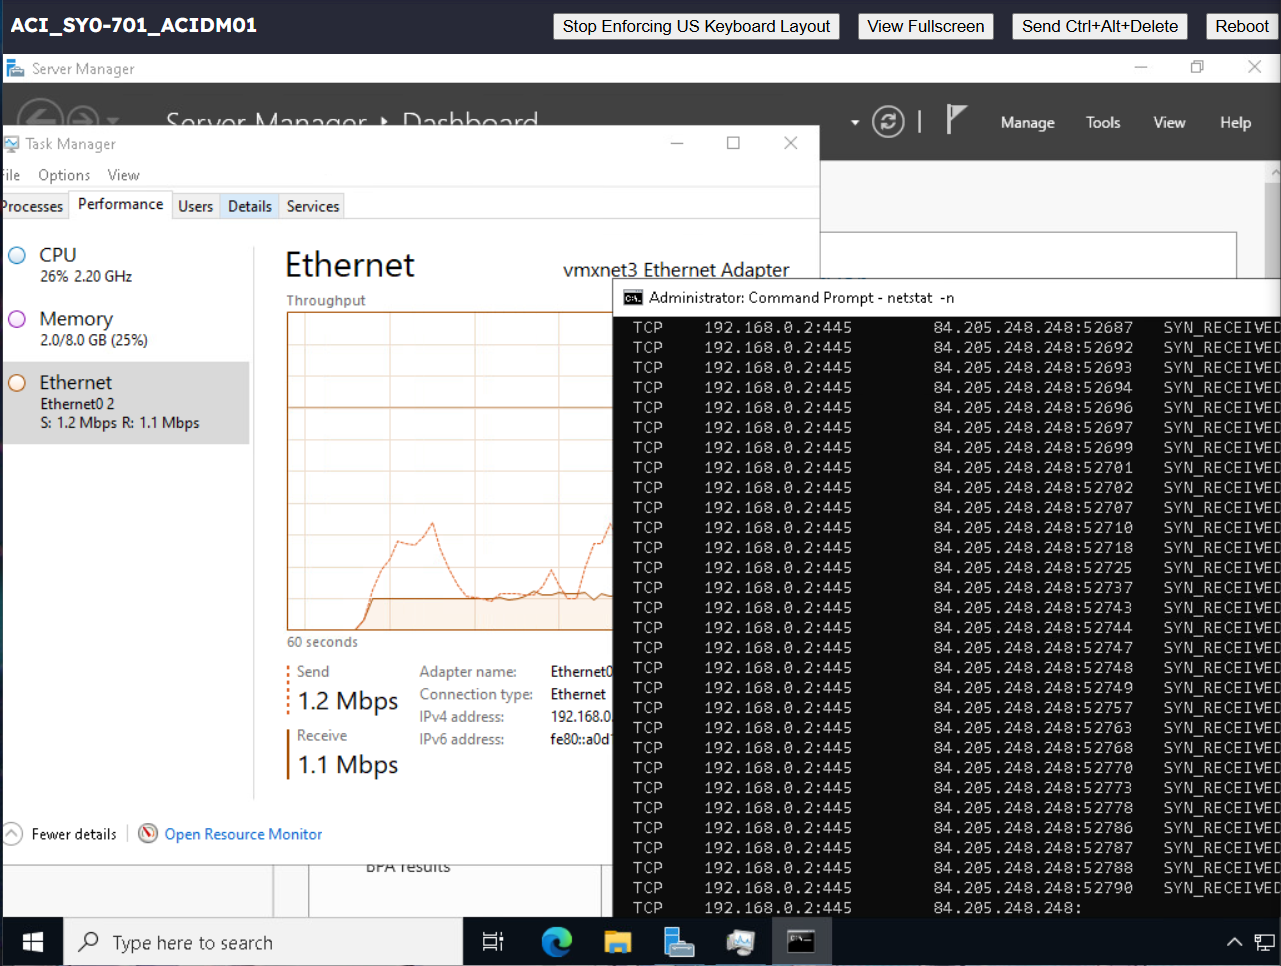 ACI_SY0-701_ACIDM01
Stop Enforcing US Keyboard Layout
View Fullscreen
Send Ctrl+Alt+Delete
Reboot
Server Manager
Server Manager • Dashboard
Manage
Tools
View
Help
Task Manager
File Options View
Processes Performance Users Details Services
CPU
26% 2.20 GHz
Memory
2.0/8.0 GB (25%)
Ethernet
Ethernet0 2
S: 1.2 Mbps R: 1.1 Mbps
Ethernet
vmxnet3 Ethernet Adapter
Throughput
60 seconds
Send
1.2 Mbps
Receive
1.1 Mbps
Adapter name: Ethernet0
Connection type: Ethernet
IPv4 address: 192.168.0.
IPv6 address: fe80::a0d
Fewer details
Open Resource Monitor
BPA results
Administrator: Command Prompt - netstat -n
TCP 192.168.0.2:445 84.205.248.248:52687 SYN_RECEIVED
TCP 192.168.0.2:445 84.205.248.248:52692 SYN_RECEIVED
TCP 192.168.0.2:445 84.205.248.248:52693 SYN_RECEIVED
TCP 192.168.0.2:445 84.205.248.248:52694 SYN_RECEIVED
TCP 192.168.0.2:445 84.205.248.248:52696 SYN_RECEIVED
TCP 192.168.0.2:445 84.205.248.248:52697 SYN_RECEIVED
TCP 192.168.0.2:445 84.205.248.248:52699 SYN_RECEIVED
TCP 192.168.0.2:445 84.205.248.248:52701 SYN_RECEIVED
TCP 192.168.0.2:445 84.205.248.248:52702 SYN_RECEIVED
TCP 192.168.0.2:445 84.205.248.248:52707 SYN_RECEIVED
TCP 192.168.0.2:445 84.205.248.248:52710 SYN_RECEIVED
TCP 192.168.0.2:445 84.205.248.248:52718 SYN_RECEIVED
TCP 192.168.0.2:445 84.205.248.248:52725 SYN_RECEIVED
TCP 192.168.0.2:445 84.205.248.248:52737 SYN_RECEIVED
TCP 192.168.0.2:445 84.205.248.248:52743 SYN_RECEIVED
TCP 192.168.0.2:445 84.205.248.248:52744 SYN_RECEIVED
TCP 192.168.0.2:445 84.205.248.248:52747 SYN_RECEIVED
TCP 192.168.0.2:445 84.205.248.248:52748 SYN_RECEIVED
TCP 192.168.0.2:445 84.205.248.248:52749 SYN_RECEIVED
TCP 192.168.0.2:445 84.205.248.248:52757 SYN_RECEIVED
TCP 192.168.0.2:445 84.205.248.248:52763 SYN_RECEIVED
TCP 192.168.0.2:445 84.205.248.248:52768 SYN_RECEIVED
TCP 192.168.0.2:445 84.205.248.248:52770 SYN_RECEIVED
TCP 192.168.0.2:445 84.205.248.248:52773 SYN_RECEIVED
TCP 192.168.0.2:445 84.205.248.248:52778 SYN_RECEIVED
TCP 192.168.0.2:445 84.205.248.248:52786 SYN_RECEIVED
TCP 192.168.0.2:445 84.205.248.248:52787 SYN_RECEIVED
TCP 192.168.0.2:445 84.205.248.248:52788 SYN_RECEIVED
TCP 192.168.0.2:445 84.205.248.248:52790 SYN_RECEIVED
TCP 192.168.0.2:445 84.205.248.248:
Type here to search